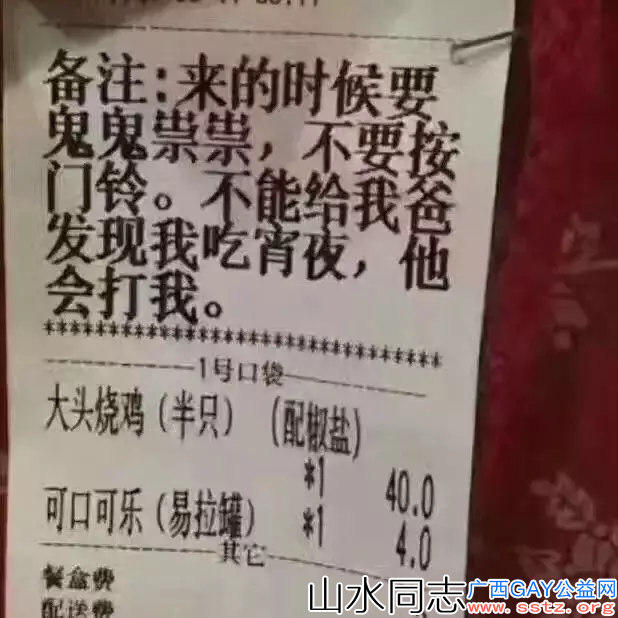 备注:来的时候要
鬼鬼祟祟，不要按
门铃。不能给我爸
发现我吃宵夜，他
会打我。
********************************
1号口袋
大头烧鸡（半只）（配椒盐）
*1 40.0
可口可乐（易拉罐） *1 4.0
其它
餐盒费
配送费
山水同志
广西GAY公益网
www.sstz.org